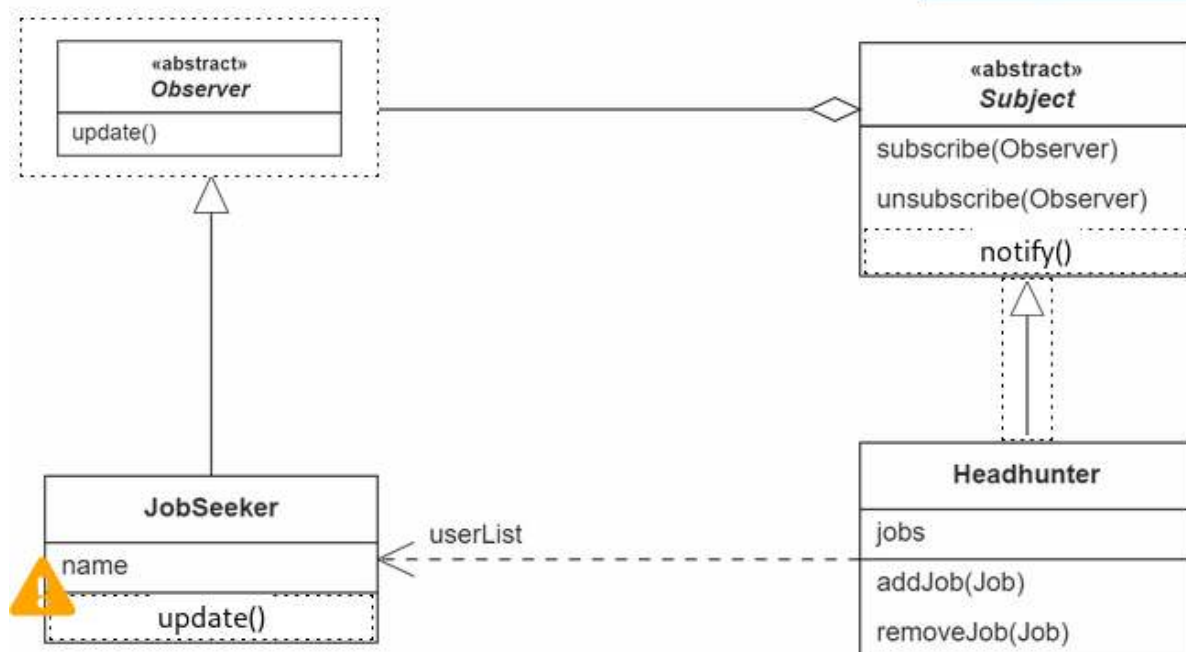 «abstract»
Observer
update()
«abstract»
Subject
subscribe(Observer)
unsubscribe(Observer)
notify()
JobSeeker
name
update()
userList
Headhunter
jobs
addJob(Job)
removeJob(Job)